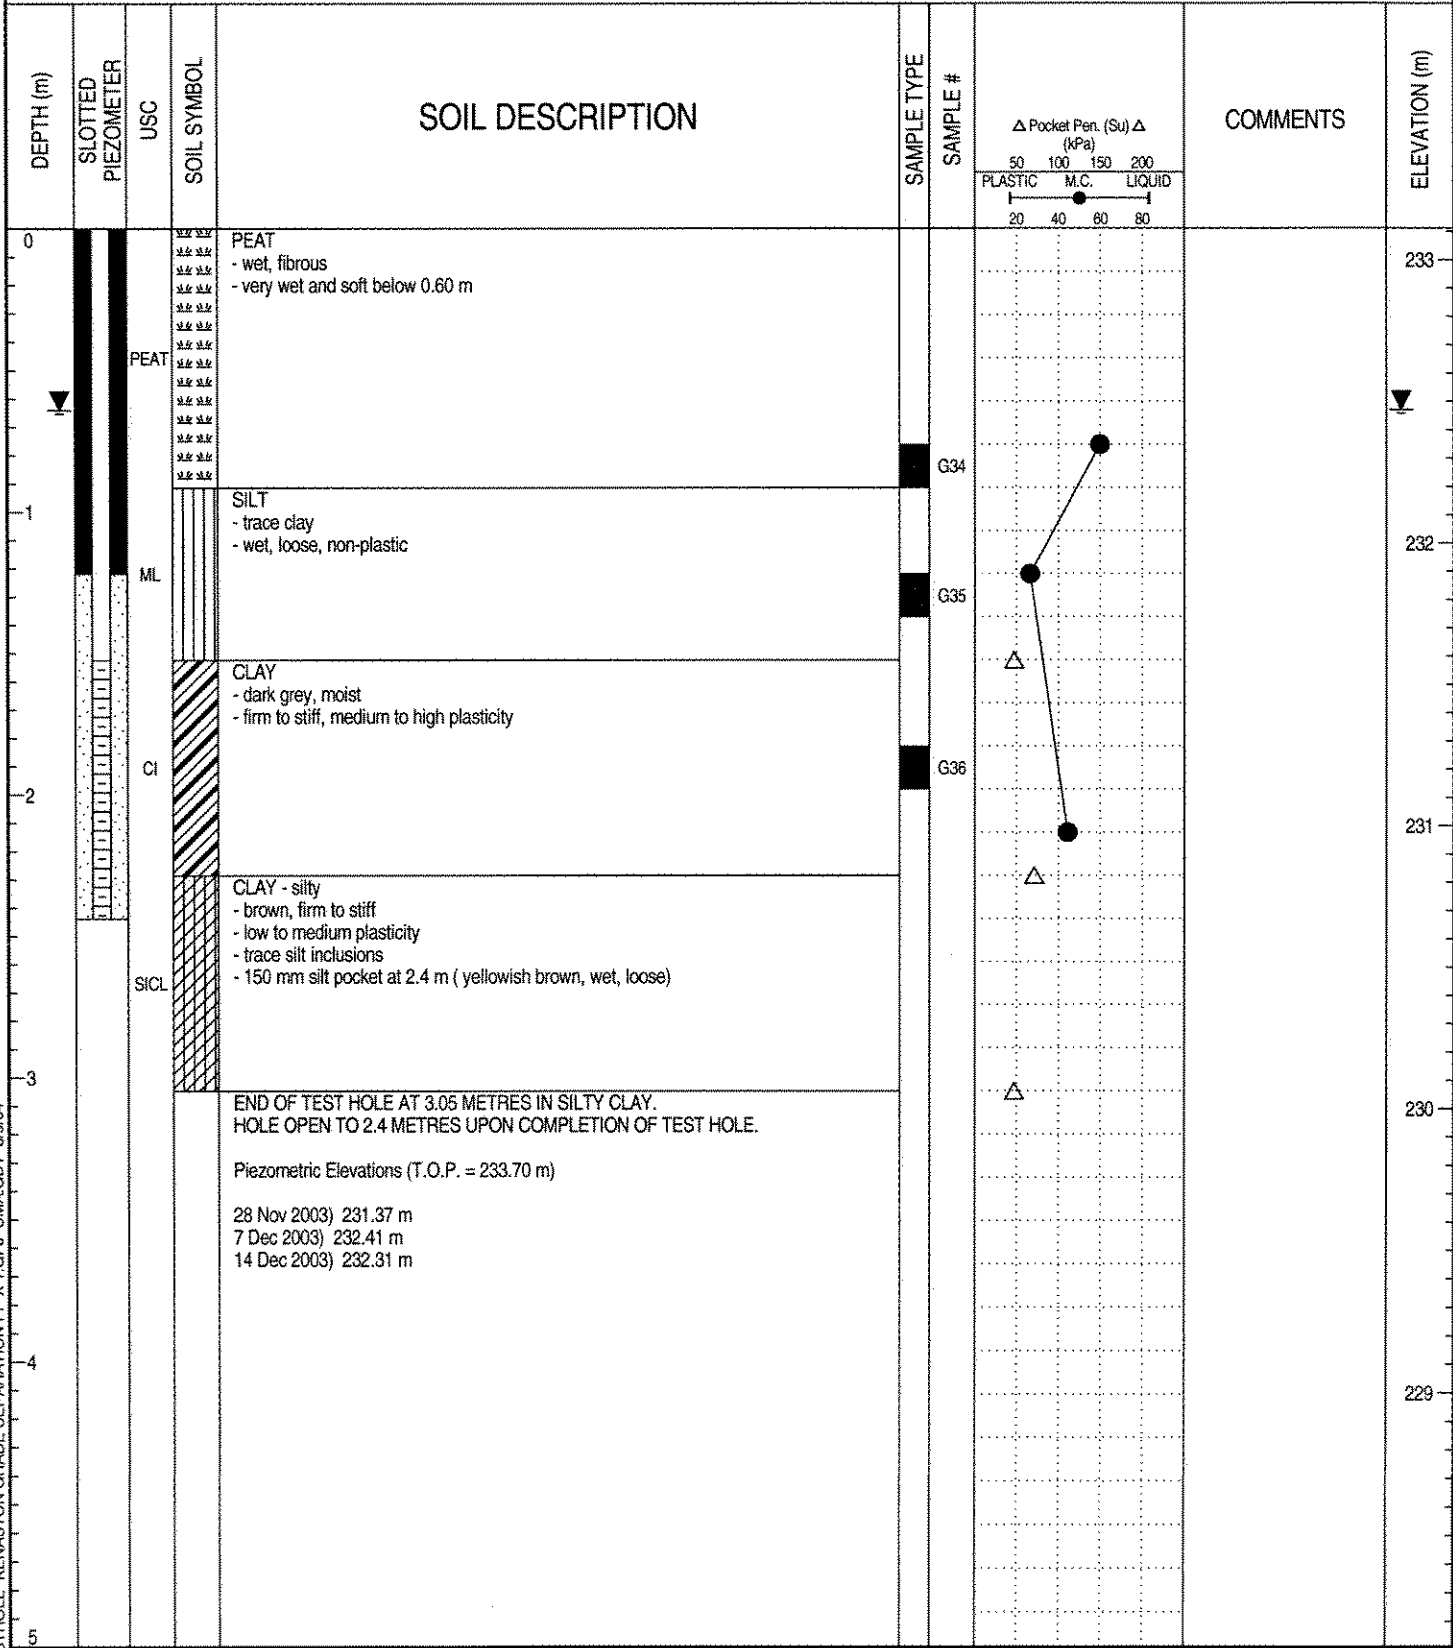 DEPTH (m)
SLOTTED
PIEZOMETER
USC
SOIL SYMBOL
SOIL DESCRIPTION
SAMPLE TYPE
SAMPLE #
△ Pocket Pen. (Su) △
(kPa)
50 100 150 200
PLASTIC M.C. LIQUID
20 40 60 80
COMMENTS
ELEVATION (m)
0
PEAT
- wet, fibrous
- very wet and soft below 0.60 m
233
PEAT
G34
SILT
- trace clay
- wet, loose, non-plastic
1
232
ML
G35
CLAY
- dark grey, moist
- firm to stiff, medium to high plasticity
CI
G36
2
231
CLAY - silty
- brown, firm to stiff
- low to medium plasticity
- trace silt inclusions
- 150 mm silt pocket at 2.4 m ( yellowish brown, wet, loose)
SICL
3
END OF TEST HOLE AT 3.05 METRES IN SILTY CLAY.
HOLE OPEN TO 2.4 METRES UPON COMPLETION OF TEST HOLE.
230
Piezometric Elevations (T.O.P. = 233.70 m)
28 Nov 2003) 231.37 m
7 Dec 2003) 232.41 m
14 Dec 2003) 232.31 m
4
229
5